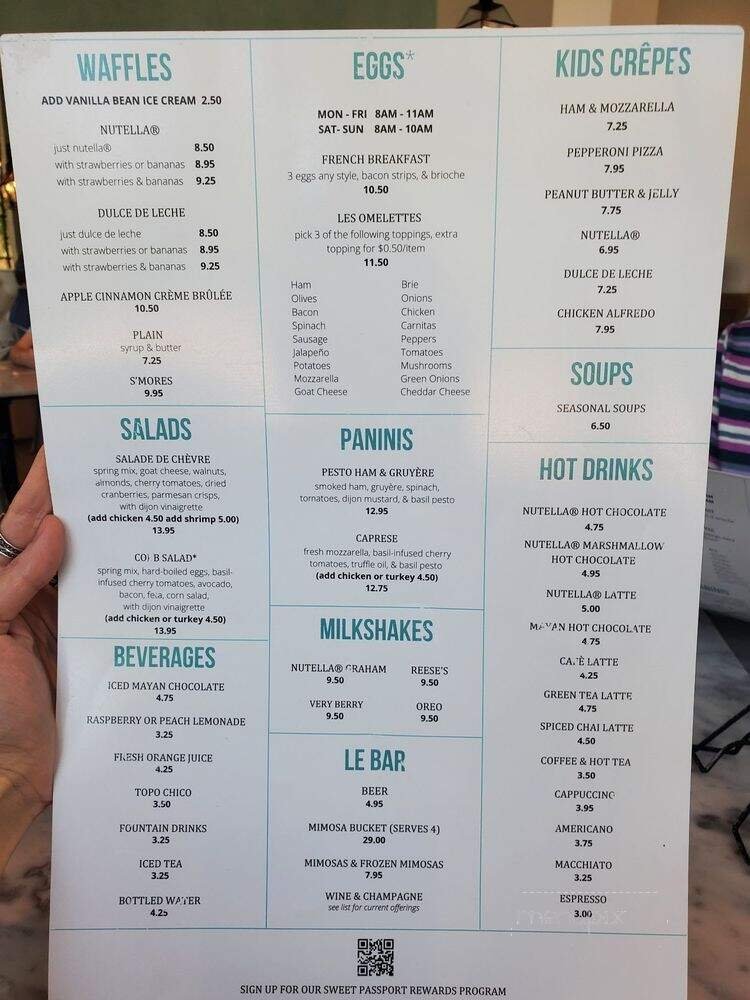 WAFFLES
ADD VANILLA BEAN ICE CREAM 2.50
NUTELLA®
just nutella® 8.50
with strawberries or bananas 8.95
with strawberries & bananas 9.25
DULCE DE LECHE
just dulce de leche 8.50
with strawberries or bananas 8.95
with strawberries & bananas 9.25
APPLE CINNAMON CRÈME BRÛLÉE
10.50
PLAIN
syrup & butter
7.25
S'MORES
9.95
SALADS
SALADE DE CHÈVRE
spring mix, goat cheese, walnuts,
almonds, cherry tomatoes, dried
cranberries, parmesan crisps,
with dijon vinaigrette
(add chicken 4.50 add shrimp 5.00)
13.95
COBB SALAD*
spring mix, hard-boiled eggs, basil-
infused cherry tomatoes, avocado,
bacon, feta, corn salad,
with dijon vinaigrette
(add chicken or turkey 4.50)
13.95
BEVERAGES
ICED MAYAN CHOCOLATE
4.75
RASPBERRY OR PEACH LEMONADE
3.25
FRESH ORANGE JUICE
4.25
TOPO CHICO
3.50
FOUNTAIN DRINKS
3.25
ICED TEA
3.25
BOTTLED WATER
4.25
EGGS*
MON - FRI 8AM - 11AM
SAT- SUN 8AM - 10AM
FRENCH BREAKFAST
3 eggs any style, bacon strips, & brioche
10.50
LES OMELETTES
pick 3 of the following toppings, extra
topping for $0.50/item
11.50
Ham Brie
Olives Onions
Bacon Chicken
Spinach Carnitas
Sausage Peppers
Jalapeño Tomatoes
Potatoes Mushrooms
Mozzarella Green Onions
Goat Cheese Cheddar Cheese
PANINIS
PESTO HAM & GRUYÈRE
smoked ham, gruyère, spinach,
tomatoes, dijon mustard, & basil pesto
12.95
CAPRESE
fresh mozzarella, basil-infused cherry
tomatoes, truffle oil, & basil pesto
(add chicken or turkey 4.50)
12.75
MILKSHAKES
NUTELLA® GRAHAM REESE'S
9.50 9.50
VERY BERRY OREO
9.50 9.50
LE BAR
BEER
4.95
MIMOSA BUCKET (SERVES 4)
29.00
MIMOSAS & FROZEN MIMOSAS
7.95
WINE & CHAMPAGNE
see list for current offerings
KIDS CRÊPES
HAM & MOZZARELLA
7.25
PEPPERONI PIZZA
7.95
PEANUT BUTTER & JELLY
7.75
NUTELLA®
6.95
DULCE DE LECHE
7.25
CHICKEN ALFREDO
7.95
SOUPS
SEASONAL SOUPS
6.50
HOT DRINKS
NUTELLA® HOT CHOCOLATE
4.75
NUTELLA® MARSHMALLOW
HOT CHOCOLATE
4.95
NUTELLA® LATTE
5.00
MAYAN HOT CHOCOLATE
4.75
CAFÈ LATTE
4.25
GREEN TEA LATTE
4.75
SPICED CHAI LATTE
4.50
COFFEE & HOT TEA
3.50
CAPPUCCINO
3.95
AMERICANO
3.75
MACCHIATO
3.25
ESPRESSO
3.00
SIGN UP FOR OUR SWEET PASSPORT REWARDS PROGRAM